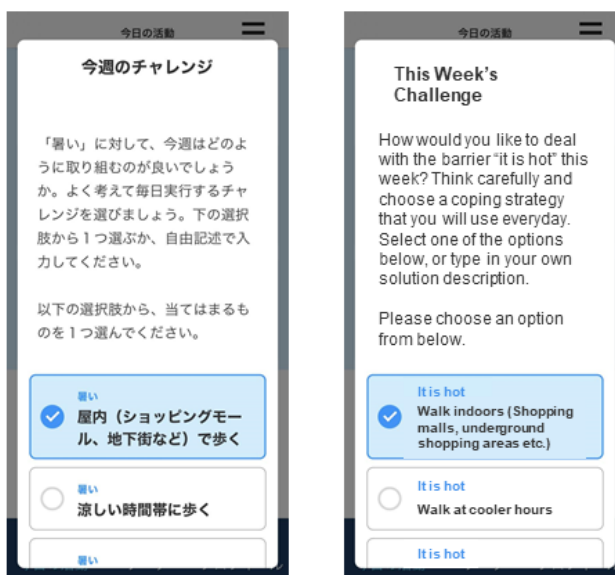 今日の活動
今週のチャレンジ
「暑い」に対して、今週はどのよ
うに取り組むのが良いでしょう
か。よく考えて毎日実行するチャ
レンジを選びましょう。下の選択
肢から1つ選ぶか、自由記述で入
力してください。
以下の選択肢から、当てはまるも
のを1つ選んでください。
暑い
屋内（ショッピングモー
ル、地下街など）で歩く
暑い
涼しい時間帯に歩く
暑い
今日の活動
This Week's
Challenge
How would you like to deal
with the barrier "it is hot" this
week? Think carefully and
choose a coping strategy
that you will use everyday.
Select one of the options
below, or type in your own
solution description.
Please choose an option
from below.
It is hot
Walk indoors (Shopping
malls, underground
shopping areas etc.)
It is hot
Walk at cooler hours
It is hot